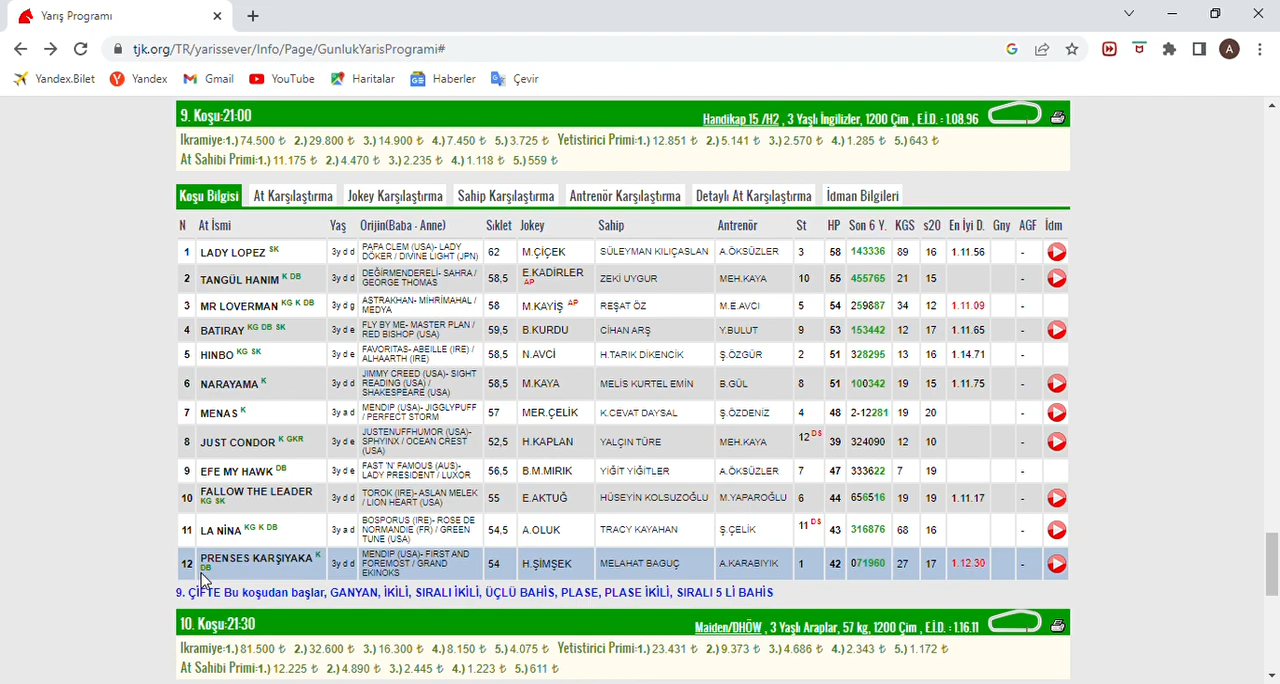 Yarış Programı
tjk.org/TR/yarissever/Info/Page/GunlukYarisProgrami#
Yandex.Bilet Yandex Gmail YouTube Haritalar Haberler Çevir
9. Koşu:21:00 Handikap 15 /H2 , 3 Yaşlı İngilizler, 1200 Çim , E.İ.D. : 1.08.96
Ikramiye:1.) 74.500 ₺ 2.) 29.800 ₺ 3.) 14.900 ₺ 4.) 7.450 ₺ 5.) 3.725 ₺ Yetistirici Primi:1.) 12.851 ₺ 2.) 5.141 ₺ 3.) 2.570 ₺ 4.) 1.285 ₺ 5.) 643 ₺
At Sahibi Primi:1.) 11.175 ₺ 2.) 4.470 ₺ 3.) 2.235 ₺ 4.) 1.118 ₺ 5.) 559 ₺
Koşu Bilgisi At Karşılaştırma Jokey Karşılaştırma Sahip Karşılaştırma Antrenör Karşılaştırma Detaylı At Karşılaştırma İdman Bilgileri
N At İsmi Yaş Orijin(Baba - Anne) Sıklet Jokey Sahip Antrenör St HP Son 6 Y. KGS s20 En İyi D. Gny AGF İdm
1 LADY LOPEZ SK 3y d d PAPA CLEM (USA)- LADY DOKER / DIVINE LIGHT (JPN) 62 M.ÇİÇEK SÜLEYMAN KILIÇASLAN A.ÖKSÜZLER 3 58 143336 89 16 1.11.56 -
2 TANGÜL HANIM K DB 3y d d DEĞİRMENDERELİ- SAHRA / GEORGE THOMAS 58,5 E.KADİRLER AP ZEKİ UYGUR MEH.KAYA 10 55 455765 21 15 -
3 MR LOVERMAN KG K DB 3y d g ASTRAKHAN- MİHRİMAHAL / MEDYA 58 M.KAYIŞ AP REŞAT ÖZ M.E.AVCI 5 54 259887 34 12 1.11.09 -
4 BATIRAY KG DB SK 3y d e FLY BY ME- MASTER PLAN / RED BISHOP (USA) 59,5 B.KURDU CİHAN ARŞ Y.BULUT 9 53 153442 12 17 1.11.65 -
5 HINBO KG SK 3y d e FAVORITAS- ABEILLE (IRE) / ALHAARTH (IRE) 58,5 N.AVCİ H.TARIK DİKENCİK Ş.ÖZGÜR 2 51 328295 13 16 1.14.71 -
6 NARAYAMA K 3y d d JIMMY CREED (USA)- SIGHT READING (USA) / SHAKESPEARE (USA) 58,5 M.KAYA MELİS KURTEL EMİN B.GÜL 8 51 100342 19 15 1.11.75 -
7 MENAS K 3y a d MENDIP (USA)- JIGGLYPUFF / PERFECT STORM 57 MER.ÇELİK K.CEVAT DAYSAL Ş.ÖZDENİZ 4 48 2-12281 19 20 -
8 JUST CONDOR K GKR 3y d e JUSTENUFFHUMOR (USA)- SPHYINX / OCEAN CREST (USA) 52,5 H.KAPLAN YALÇIN TÜRE MEH.KAYA 12 DS 39 324090 12 10 -
9 EFE MY HAWK DB 3y d e FAST 'N' FAMOUS (AUS)- LADY PRESIDENT / LUXOR 56,5 B.M.MIRIK YİĞİT YİĞİTLER A.ÖKSÜZLER 7 47 333622 7 19 -
10 FALLOW THE LEADER KG SK 3y d d TOROK (IRE)- ASLAN MELEK / LION HEART (USA) 55 E.AKTUĞ HÜSEYİN KOLSUZOĞLU M.YAPAROĞLU 6 44 656516 19 19 1.11.17 -
11 LA NİNA KG K DB 3y a d BOSPORUS (IRE)- ROSE DE NORMANDIE (FR) / GREEN TUNE (USA) 54,5 A.OLUK TRACY KAYAHAN S.ÇELİK 11 DS 43 316876 68 16 -
12 PRENSES KARŞIYAKA K DB 3y d d MENDIP (USA)- FIRST AND FOREMOST / GRAND EKINOKS 54 H.ŞİMŞEK MELAHAT BAGUÇ A.KARABIYIK 1 42 071960 27 17 1.12.30 -
9. ÇİFTE Bu koşudan başlar, GANYAN, İKİLİ, SIRALI İKİLİ, ÜÇLÜ BAHİS, PLASE, PLASE İKİLİ, SIRALI 5 Lİ BAHİS
10. Koşu:21:30 Maiden/DHÖW , 3 Yaşlı Araplar, 57 kg, 1200 Çim , E.İ.D. : 1.16.11
Ikramiye:1.) 81.500 ₺ 2.) 32.600 ₺ 3.) 16.300 ₺ 4.) 8.150 ₺ 5.) 4.075 ₺ Yetistirici Primi:1.) 23.431 ₺ 2.) 9.373 ₺ 3.) 4.686 ₺ 4.) 2.343 ₺ 5.) 1.172 ₺
At Sahibi Primi:1.) 12.225 ₺ 2.) 4.890 ₺ 3.) 2.445 ₺ 4.) 1.223 ₺ 5.) 611 ₺